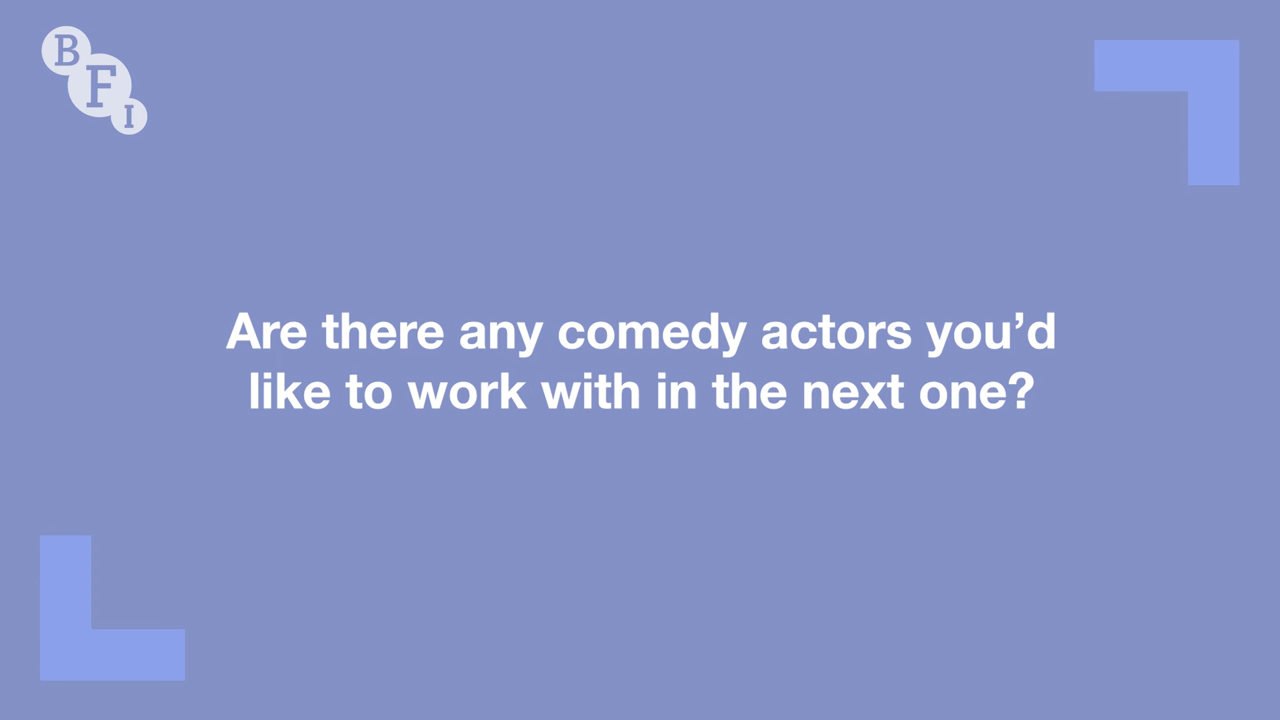 BFI
Are there any comedy actors you’d
like to work with in the next one?